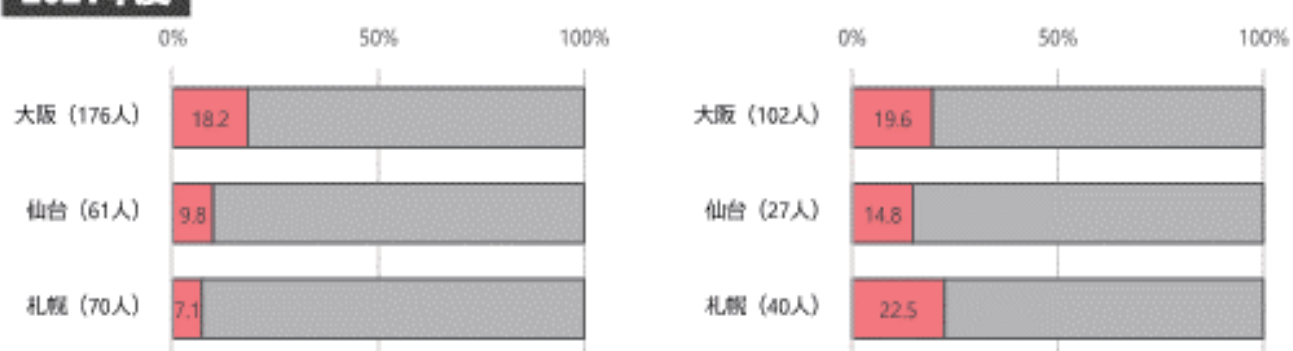 0% 50% 100%
大阪（176人） 18.2
仙台（61人） 9.8
札幌（70人） 7.1
0% 50% 100%
大阪（102人） 19.6
仙台（27人） 14.8
札幌（40人） 22.5